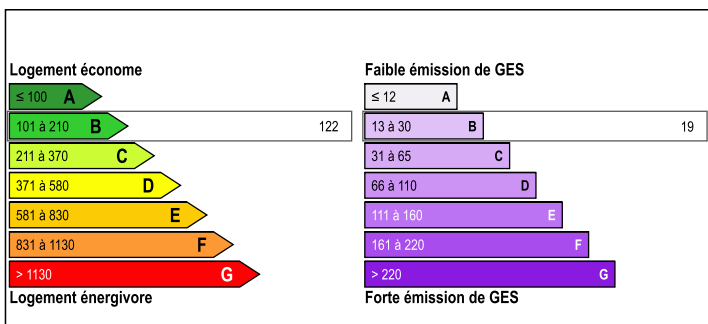 Logement économe
≤ 100 A
101 à 210 B 122
211 à 370 C
371 à 580 D
581 à 830 E
831 à 1130 F
> 1130 G
Logement énergivore
Faible émission de GES
≤ 12 A
13 à 30 B 19
31 à 65 C
66 à 110 D
111 à 160 E
161 à 220 F
> 220 G
Forte émission de GES